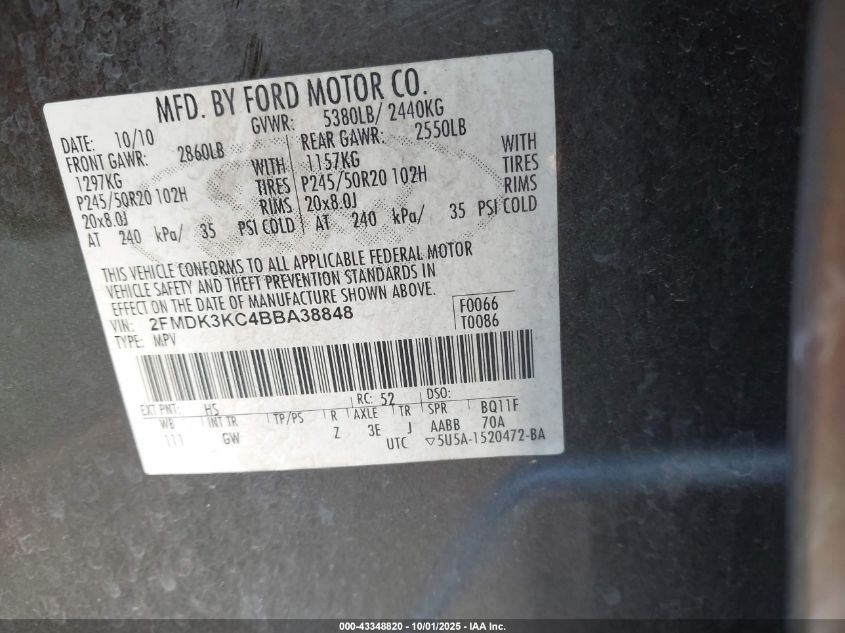 MFD. BY FORD MOTOR CO.
DATE: 10/10 GVWR: 5380LB/ 2440KG
FRONT GAWR: 2860LB REAR GAWR: 2550LB
1297KG WITH 1157KG WITH
P245/50R20 102H TIRES P245/50R20 102H TIRES
20x8.0J RIMS 20x8.0J RIMS
AT 240 kPa/ 35 PSI COLD AT 240 kPa/ 35 PSI COLD
THIS VEHICLE CONFORMS TO ALL APPLICABLE FEDERAL MOTOR
VEHICLE SAFETY AND THEFT PREVENTION STANDARDS IN
EFFECT ON THE DATE OF MANUFACTURE SHOWN ABOVE.
VIN: 2FMDK3KC4BBA38848 F0066
TYPE: MPV T0086
EXT PNT: HS RC: 52 DSO:
WB INT TR TP/PS R AXLE TR SPR BQ11F
111 GW Z 3E J AABB 70A
UTC ▽5U5A-1520472-BA
000-43348820 - 10/01/2025 - IAA Inc.